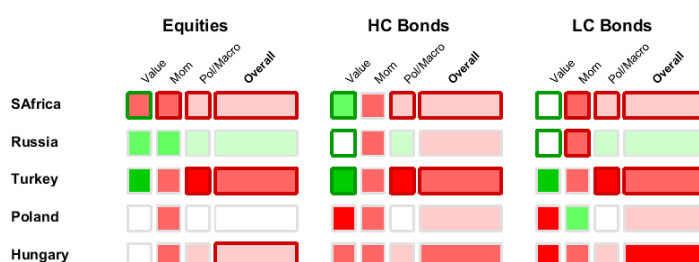 Equities HC Bonds LC Bonds
Value Mom Pol/Macro Overall Value Mom Pol/Macro Overall Value Mom Pol/Macro Overall
SAfrica
Russia
Turkey
Poland
Hungary